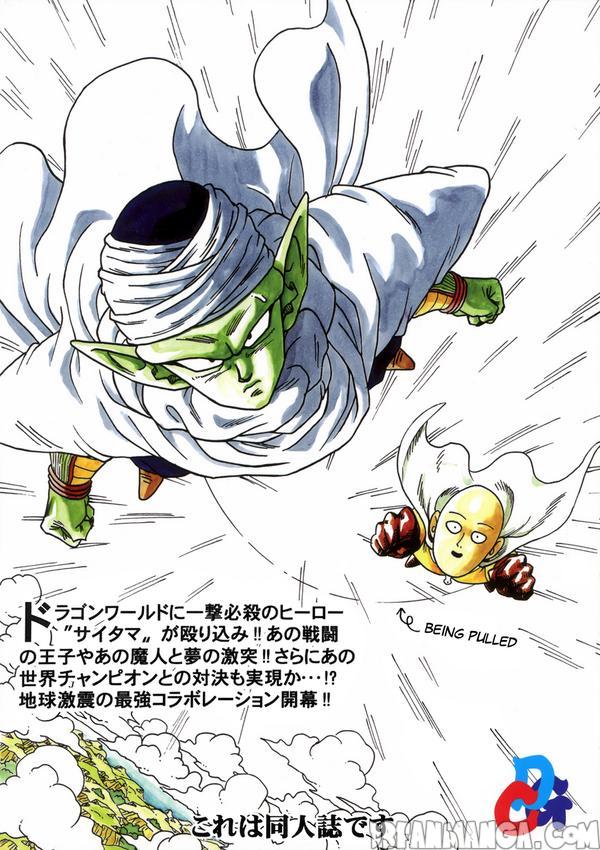 BEING PULLED
ドラゴンワールドに一撃必殺のヒーロー
〝サイタマ〟が殴り込み!!あの戦闘
の王子やあの魔人と夢の激突!!さらにあの
世界チャンピオンとの対決も実現か…!?
地球激震の最強コラボレーション開幕!!
これは同人誌です